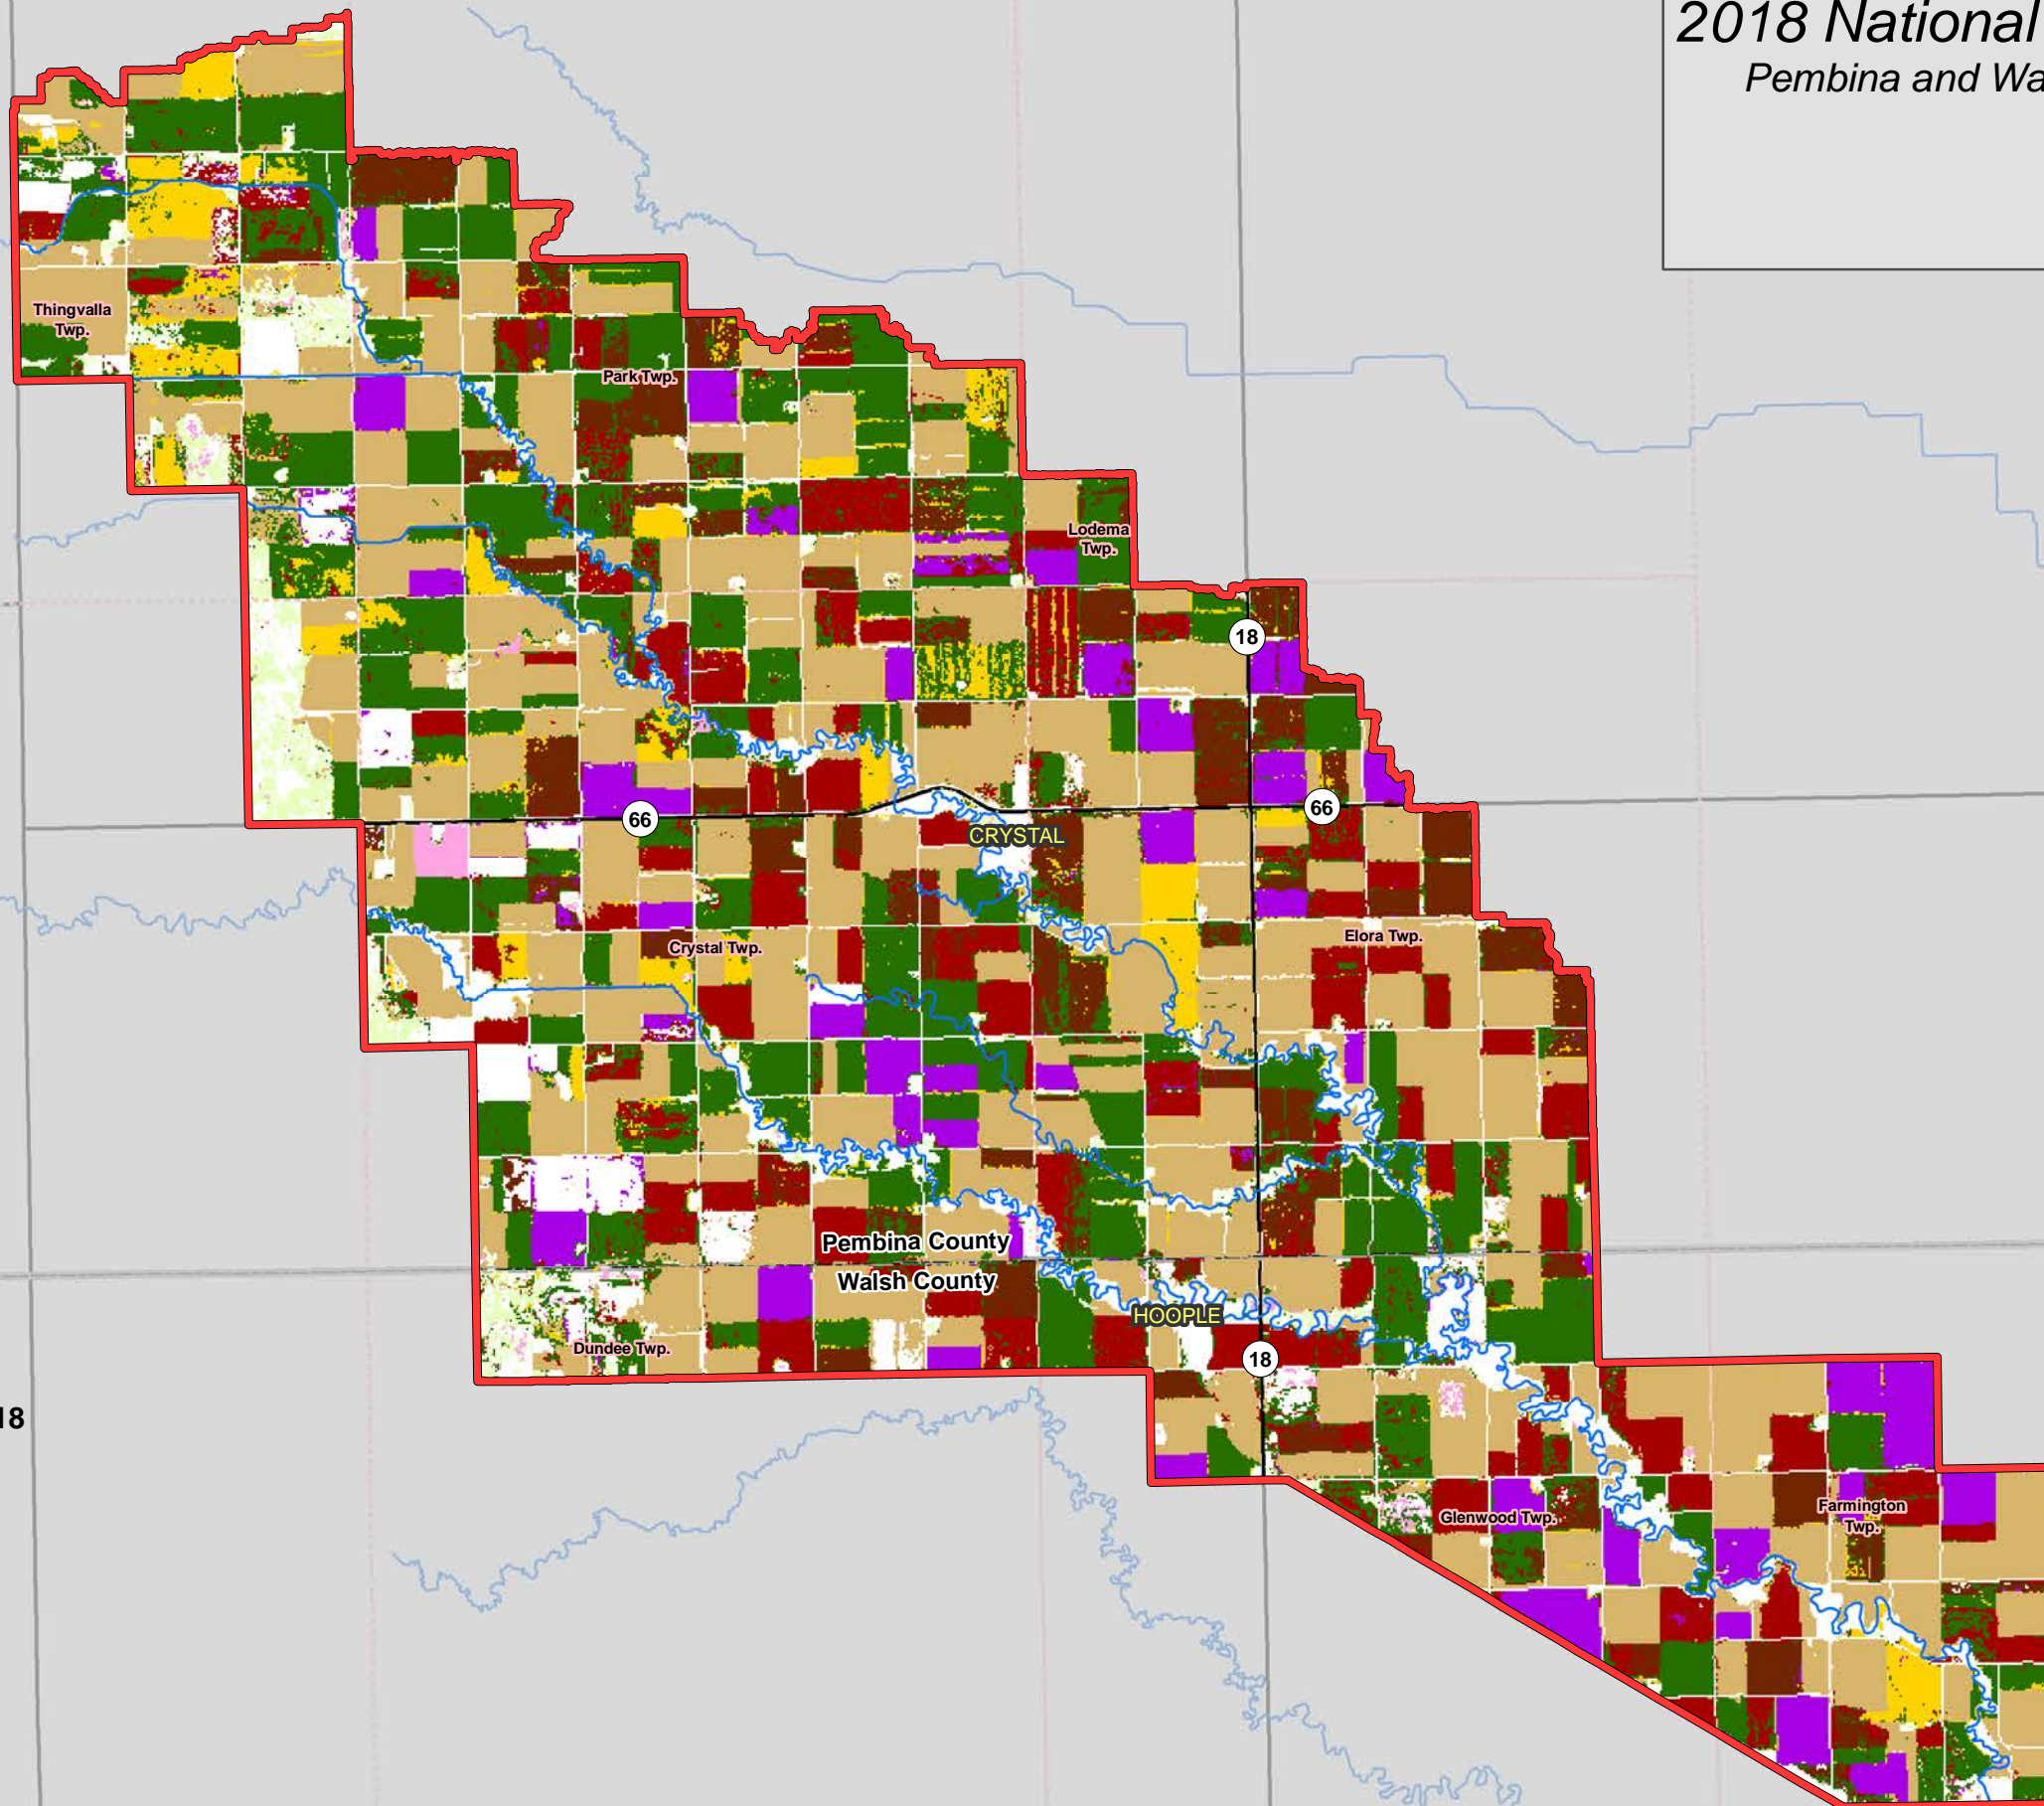 2018 National
Pembina and Wa
Thingvalla
Twp.
Park Twp.
Lodema
Twp.
18
66
66
CRYSTAL
Crystal Twp.
Elora Twp.
Pembina County
Walsh County
HOOPLE
Dundee Twp.
18
18
Glenwood Twp.
Farmington
Twp.